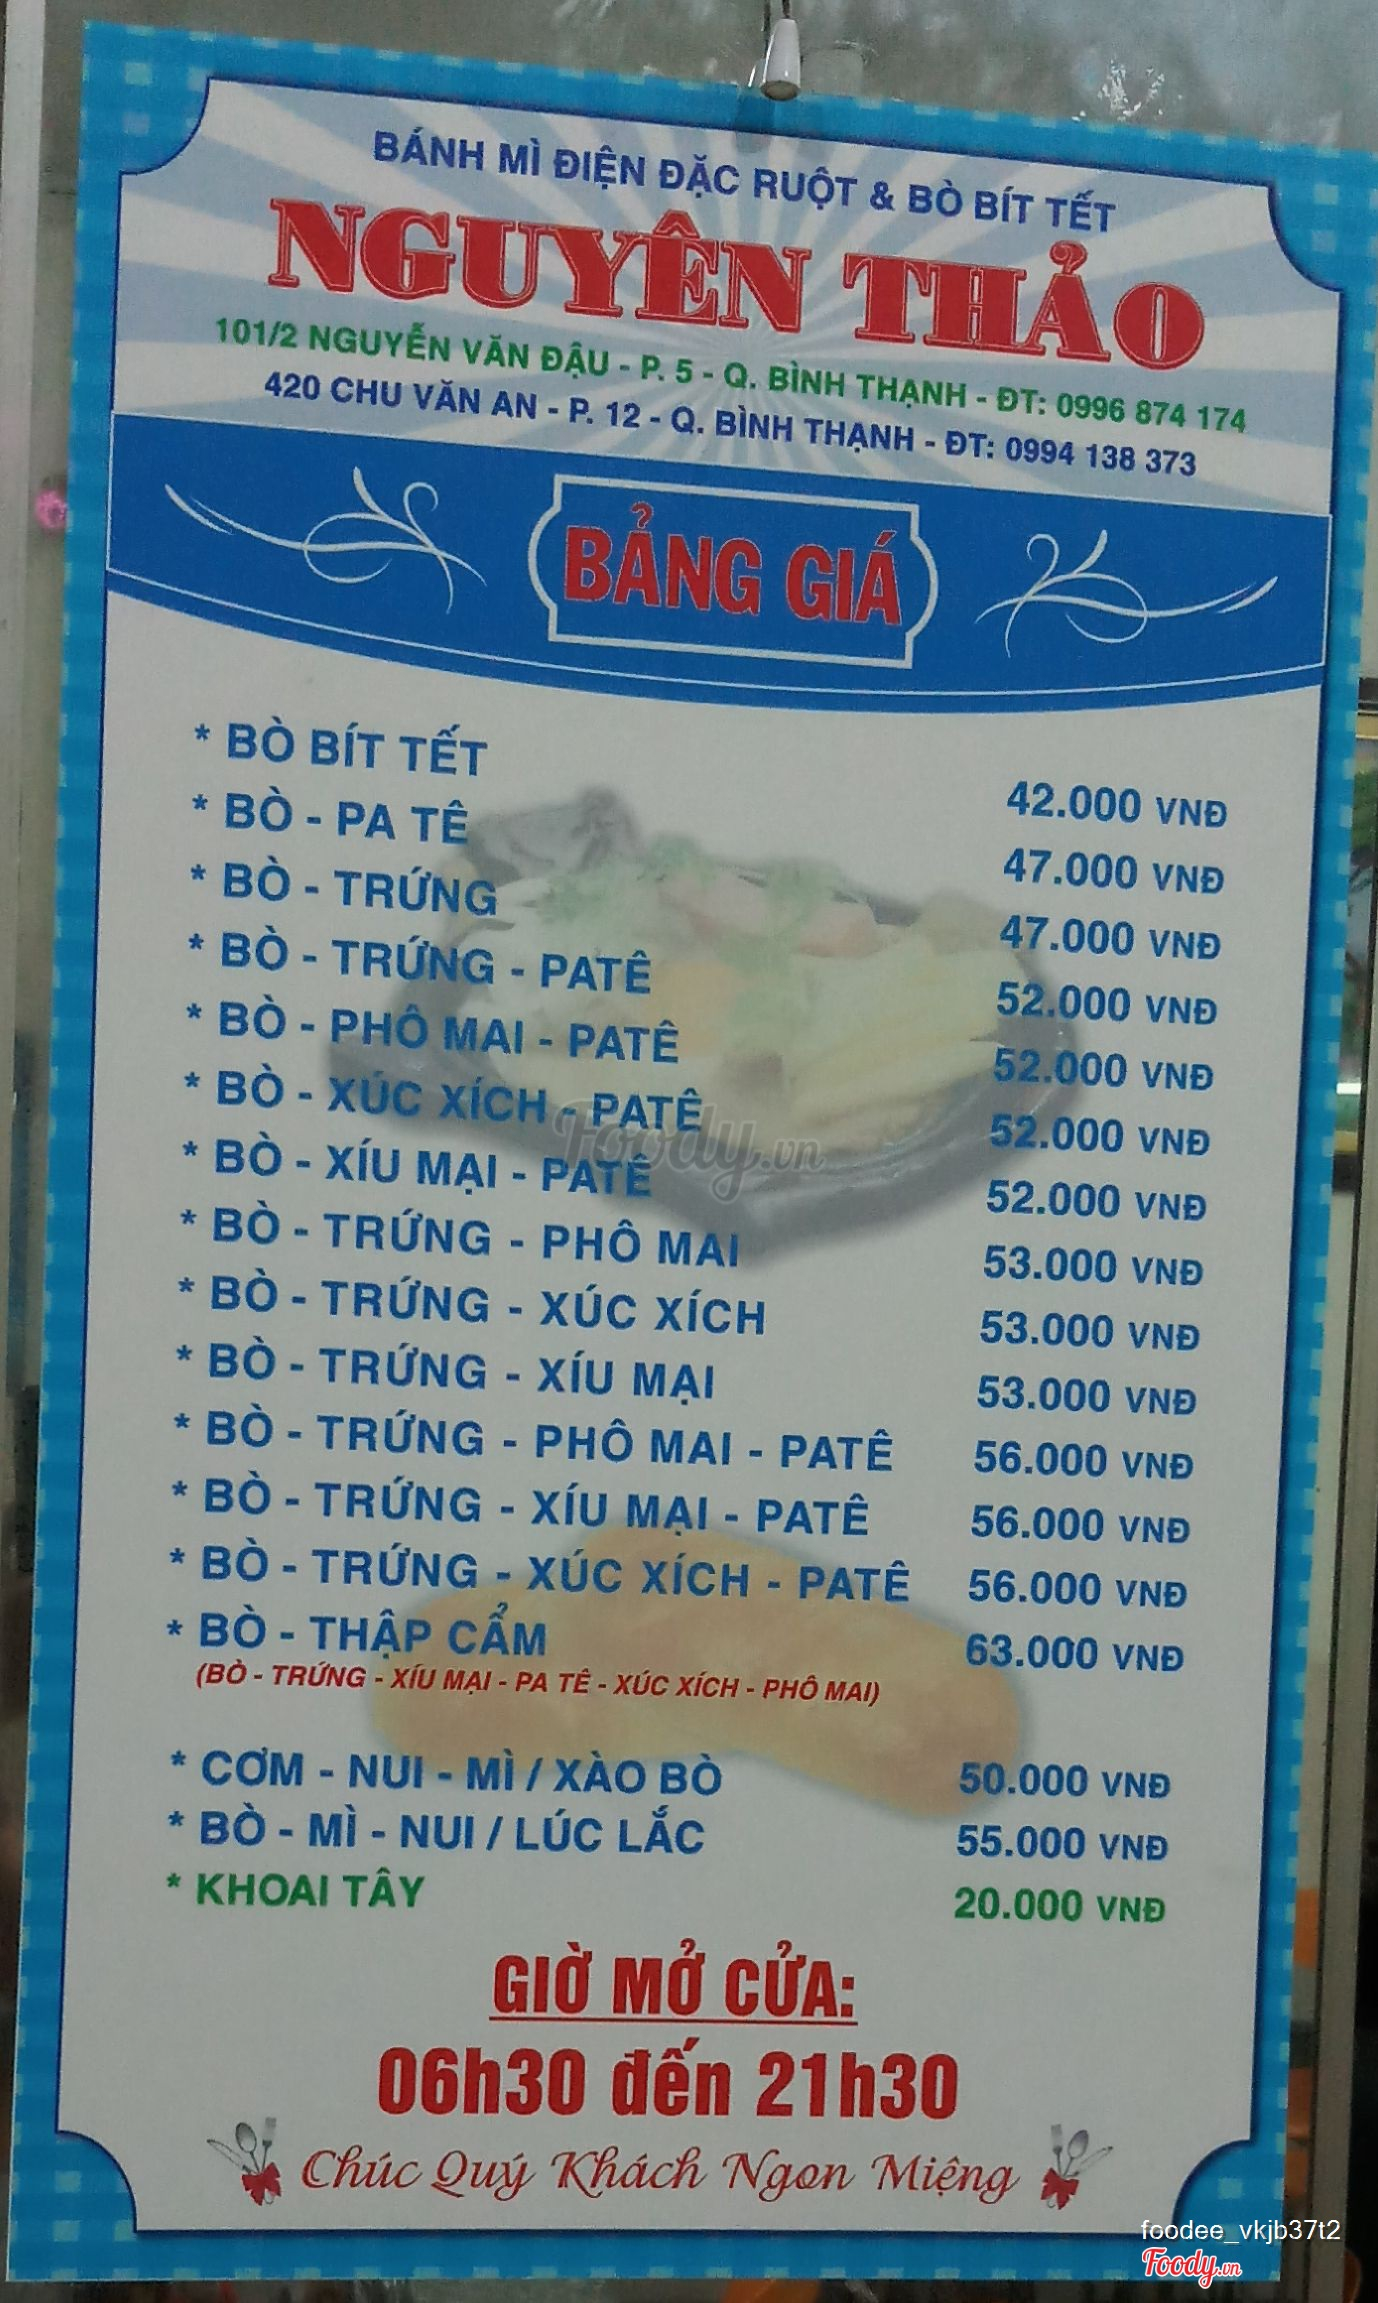 BÁNH MÌ ĐIỆN ĐẶC RUỘT & BÒ BÍT TẾT
NGUYÊN THẢO
101/2 NGUYỄN VĂN ĐẬU - P. 5 - Q. BÌNH THẠNH - ĐT: 0996 874 174
420 CHU VĂN AN - P. 12 - Q. BÌNH THẠNH - ĐT: 0994 138 373
BẢNG GIÁ
* BÒ BÍT TẾT 42.000 VNĐ
* BÒ - PA TÊ 47.000 VNĐ
* BÒ - TRỨNG 47.000 VNĐ
* BÒ - TRỨNG - PATÊ 52.000 VNĐ
* BÒ - PHÔ MAI - PATÊ 52.000 VNĐ
* BÒ - XÚC XÍCH - PATÊ 52.000 VNĐ
* BÒ - XÍU MẠI - PATÊ 52.000 VNĐ
* BÒ - TRỨNG - PHÔ MAI 53.000 VNĐ
* BÒ - TRỨNG - XÚC XÍCH 53.000 VNĐ
* BÒ - TRỨNG - XÍU MẠI 53.000 VNĐ
* BÒ - TRỨNG - PHÔ MAI - PATÊ 56.000 VNĐ
* BÒ - TRỨNG - XÍU MẠI - PATÊ 56.000 VNĐ
* BÒ - TRỨNG - XÚC XÍCH - PATÊ 56.000 VNĐ
* BÒ - THẬP CẨM 63.000 VNĐ
(BÒ - TRỨNG - XÍU MẠI - PA TÊ - XÚC XÍCH - PHÔ MAI)
* CƠM - NUI - MÌ / XÀO BÒ 50.000 VNĐ
* BÒ - MÌ - NUI / LÚC LẮC 55.000 VNĐ
* KHOAI TÂY 20.000 VNĐ
GIỜ MỞ CỬA:
06h30 đến 21h30
Chúc Quý Khách Ngon Miệng
Foody.vn
foodee_vkjb37t2
Foody.vn